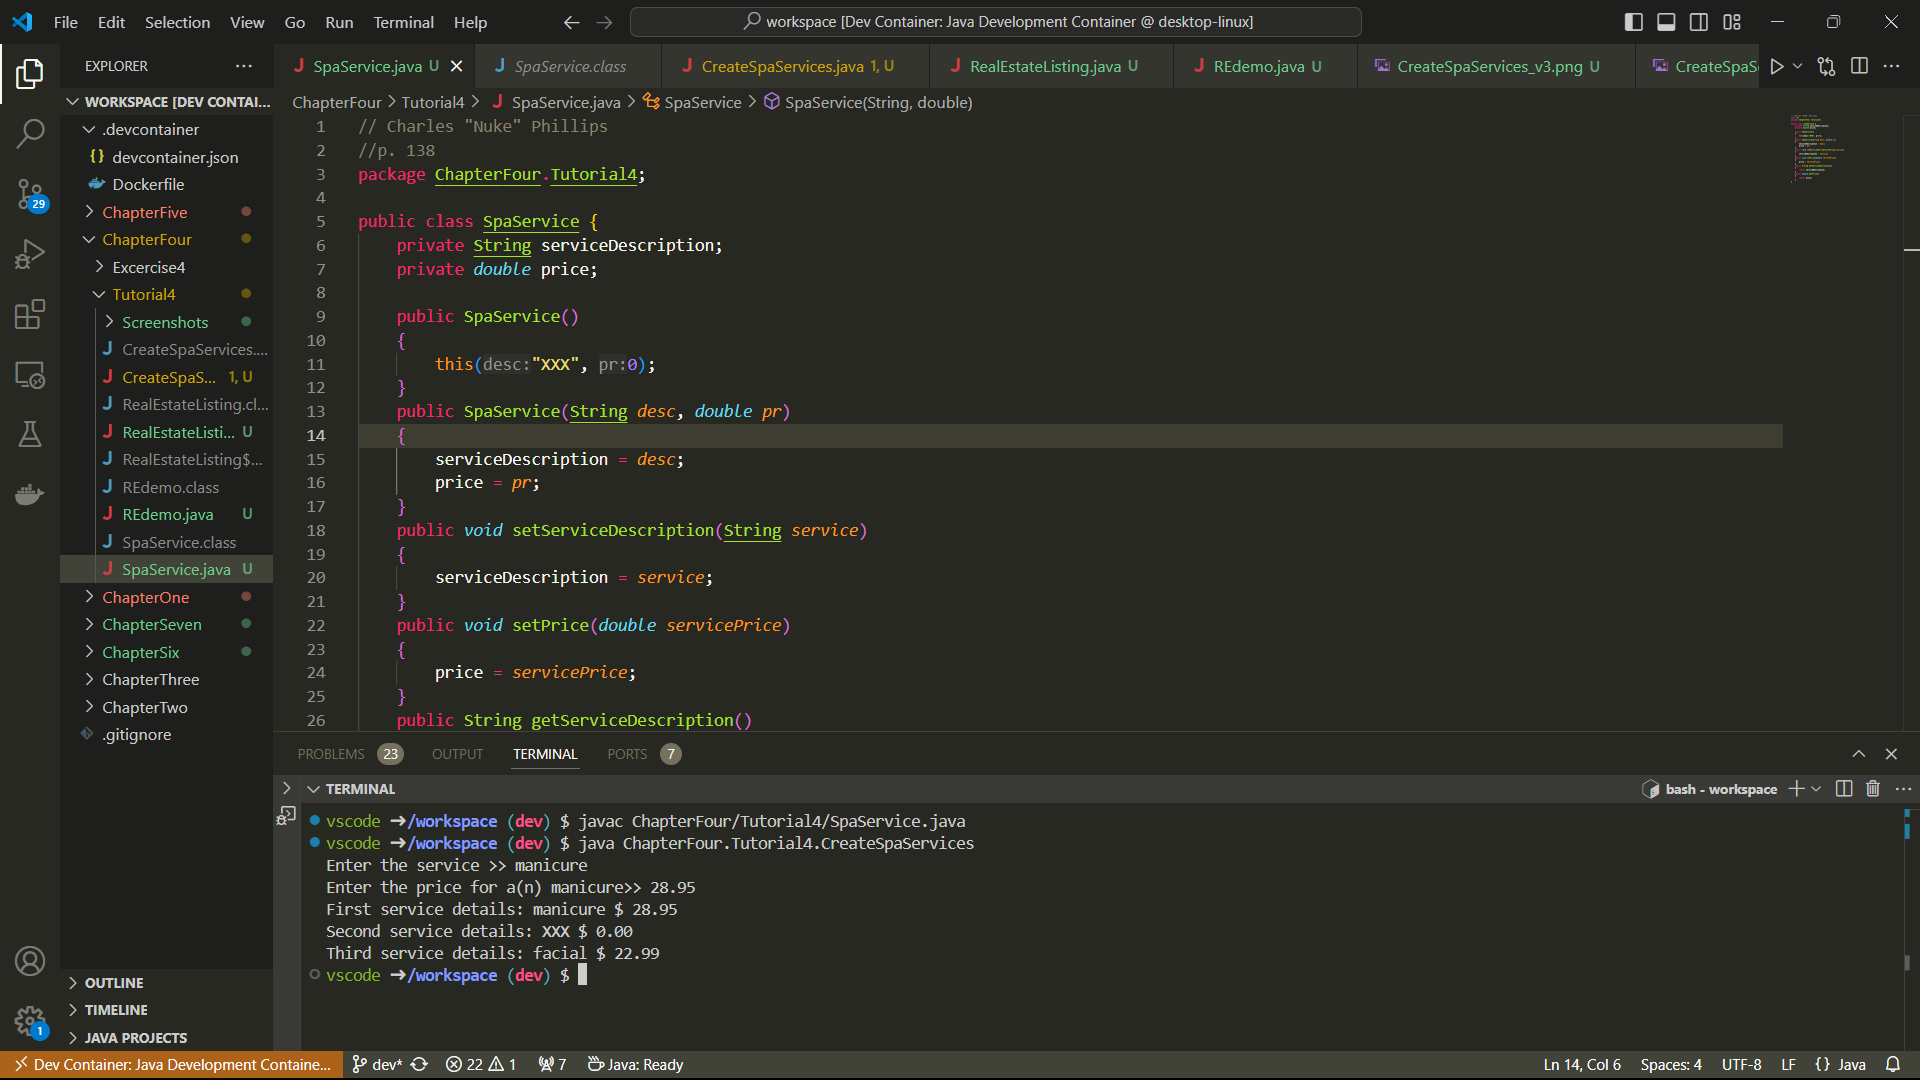 File Edit Selection View Go Run Terminal Help
workspace [Dev Container: Java Development Container @ desktop-linux]
EXPLORER
SpaService.java U
SpaService.class
CreateSpaServices.java 1, U
RealEstateListing.java U
REdemo.java U
CreateSpaServices_v3.png U
CreateSpaS
WORKSPACE [DEV CONTAI...
.devcontainer
devcontainer.json
Dockerfile
ChapterFive
ChapterFour
Excercise4
Tutorial4
Screenshots
CreateSpaServices....
CreateSpaS... 1, U
RealEstateListing.cl...
RealEstateListi... U
RealEstateListing$...
REdemo.class
REdemo.java U
SpaService.class
SpaService.java U
ChapterOne
ChapterSeven
ChapterSix
ChapterThree
ChapterTwo
.gitignore
OUTLINE
TIMELINE
JAVA PROJECTS
29
1
ChapterFour > Tutorial4 > SpaService.java > SpaService > SpaService(String, double)
1 // Charles "Nuke" Phillips
2 //p. 138
3 package ChapterFour.Tutorial4;
4
5 public class SpaService {
6 private String serviceDescription;
7 private double price;
8
9 public SpaService()
10 {
11 this(desc:"XXX", pr:0);
12 }
13 public SpaService(String desc, double pr)
14 {
15 serviceDescription = desc;
16 price = pr;
17 }
18 public void setServiceDescription(String service)
19 {
20 serviceDescription = service;
21 }
22 public void setPrice(double servicePrice)
23 {
24 price = servicePrice;
25 }
26 public String getServiceDescription()
PROBLEMS 23 OUTPUT TERMINAL PORTS 7
TERMINAL
bash - workspace
vscode ➜/workspace (dev) $ javac ChapterFour/Tutorial4/SpaService.java
vscode ➜/workspace (dev) $ java ChapterFour.Tutorial4.CreateSpaServices
Enter the service >> manicure
Enter the price for a(n) manicure>> 28.95
First service details: manicure $ 28.95
Second service details: XXX $ 0.00
Third service details: facial $ 22.99
vscode ➜/workspace (dev) $
Dev Container: Java Development Containe... dev* 22 1 7 Java: Ready
Ln 14, Col 6 Spaces: 4 UTF-8 LF {} Java